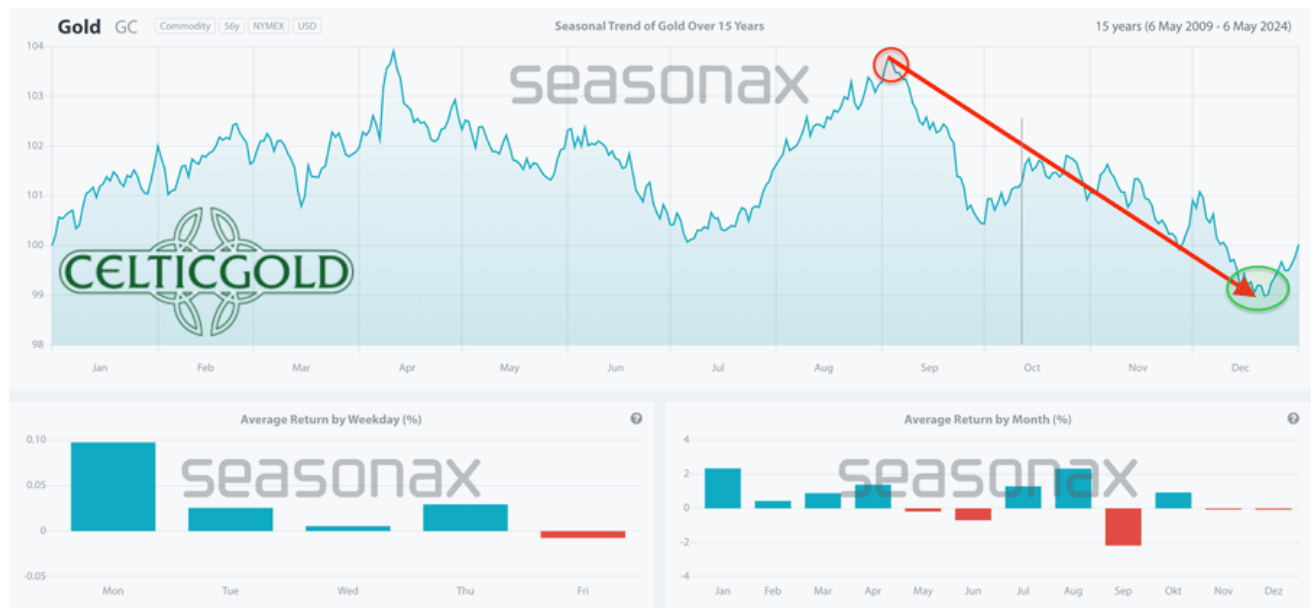 Gold GC Commodity 56y NYMEX USD Seasonal Trend of Gold Over 15 Years 15 years (6 May 2009 - 6 May 2024)
104
seasonax
103
102
101
100
CELTICGOLD
99
98
Jan Feb Mar Apr May Jun Jul Aug Sep Oct Nov Dec
Average Return by Weekday (%) ?
0.10
seasonax
0.05
0
-0.05
Mon Tue Wed Thu Fri
Average Return by Month (%) ?
4
seasonax
2
0
-2
-4
Jan Feb Mar Apr May Jun Jul Aug Sep Okt Nov Dez